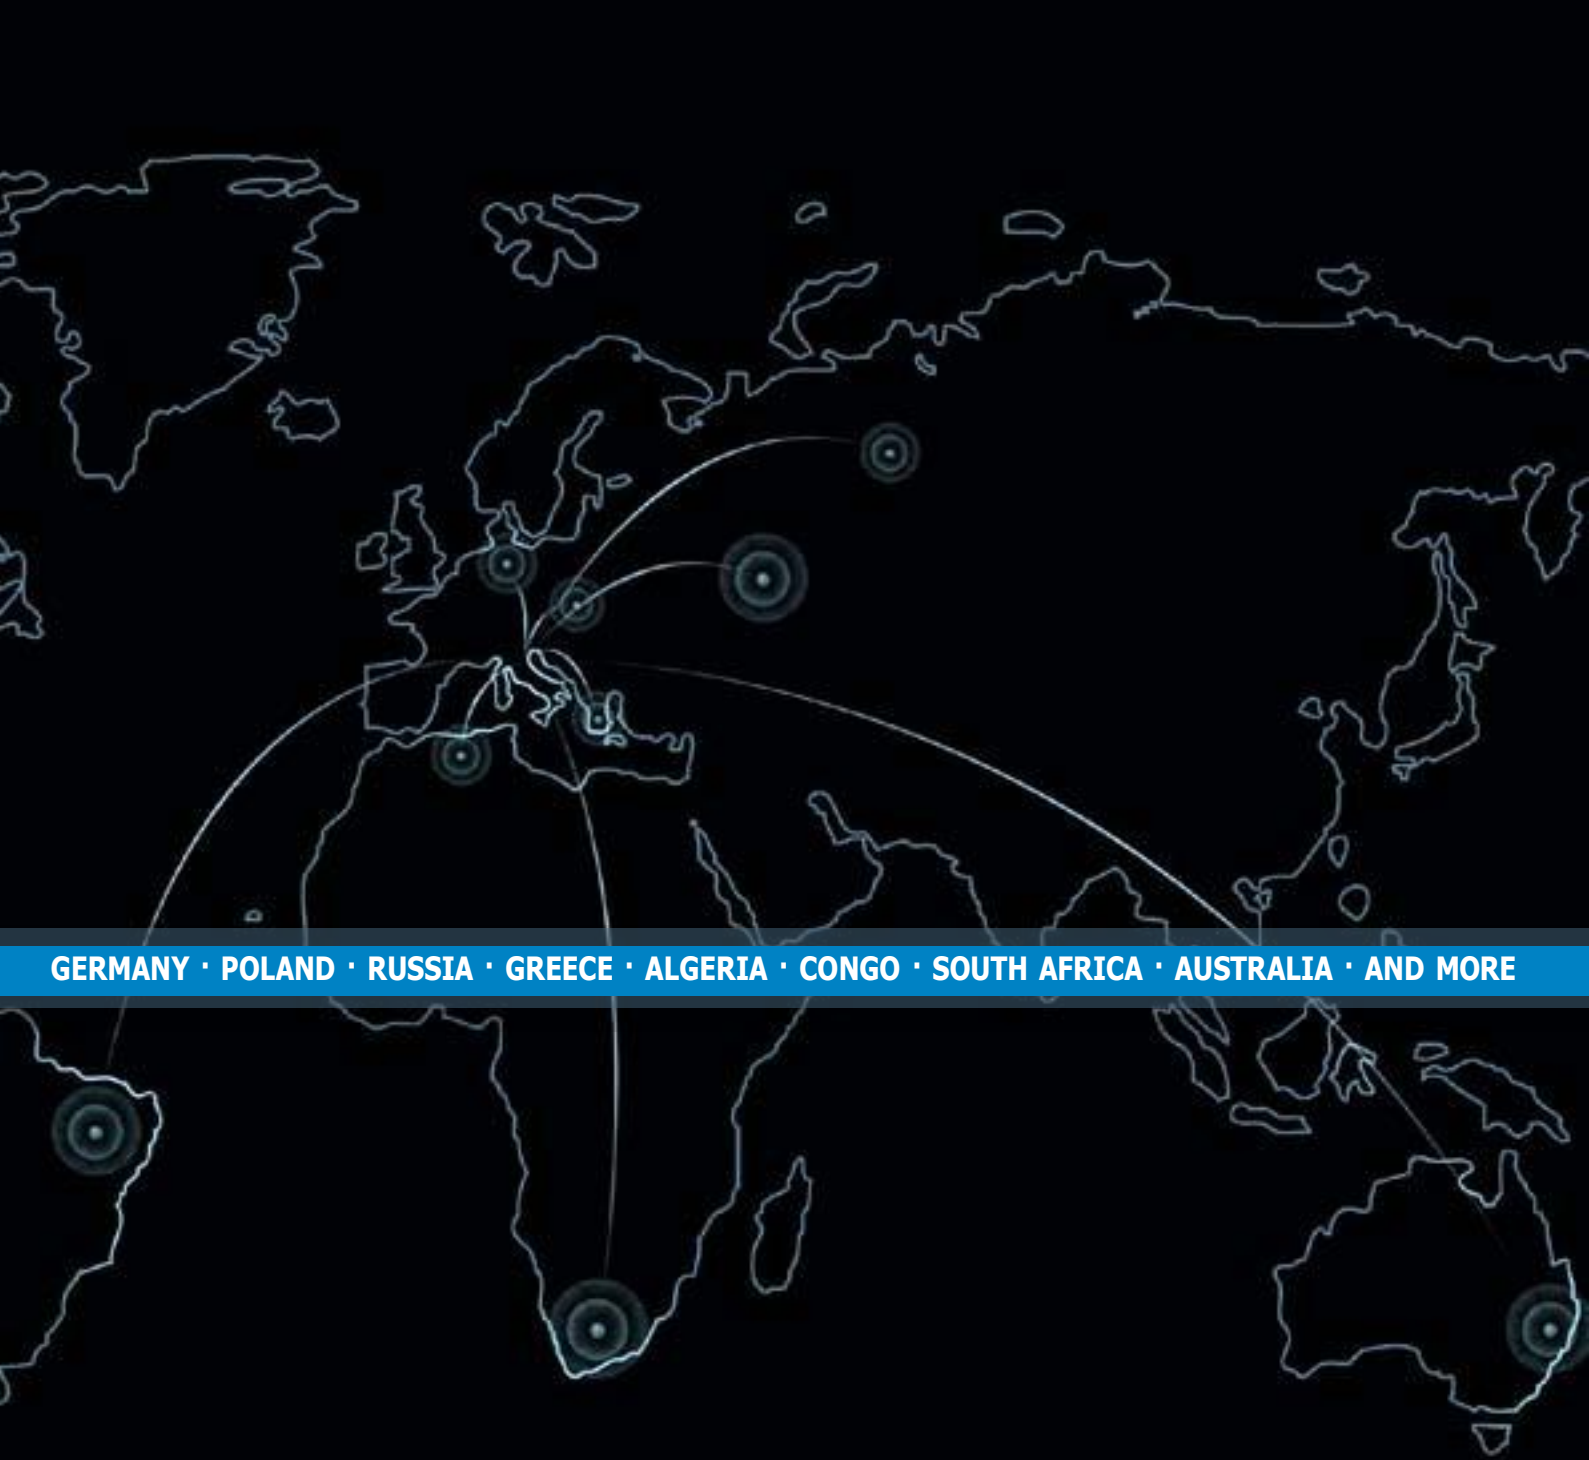 GERMANY · POLAND · RUSSIA · GREECE · ALGERIA · CONGO · SOUTH AFRICA · AUSTRALIA · AND MORE